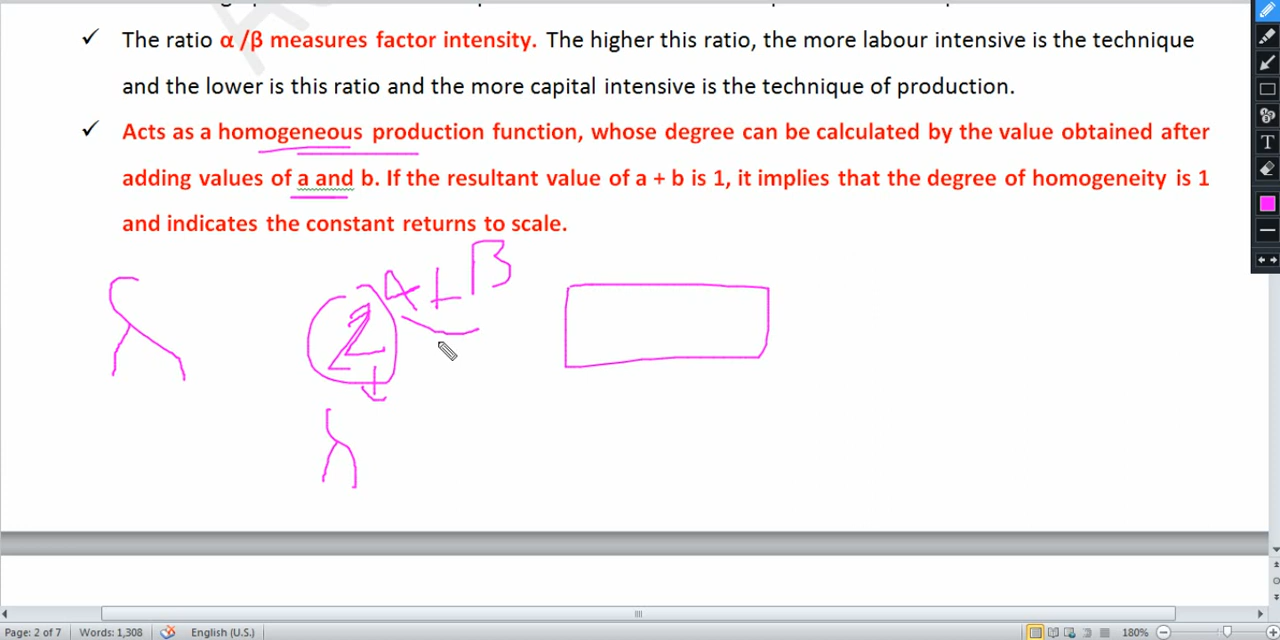 ✓ The ratio α /β measures factor intensity. The higher this ratio, the more labour intensive is the technique
and the lower is this ratio and the more capital intensive is the technique of production.
✓ Acts as a homogeneous production function, whose degree can be calculated by the value obtained after
adding values of a and b. If the resultant value of a + b is 1, it implies that the degree of homogeneity is 1
and indicates the constant returns to scale.
λ
2 α+β
λ
T
Page: 2 of 7 Words: 1,308 English (U.S.) 180%